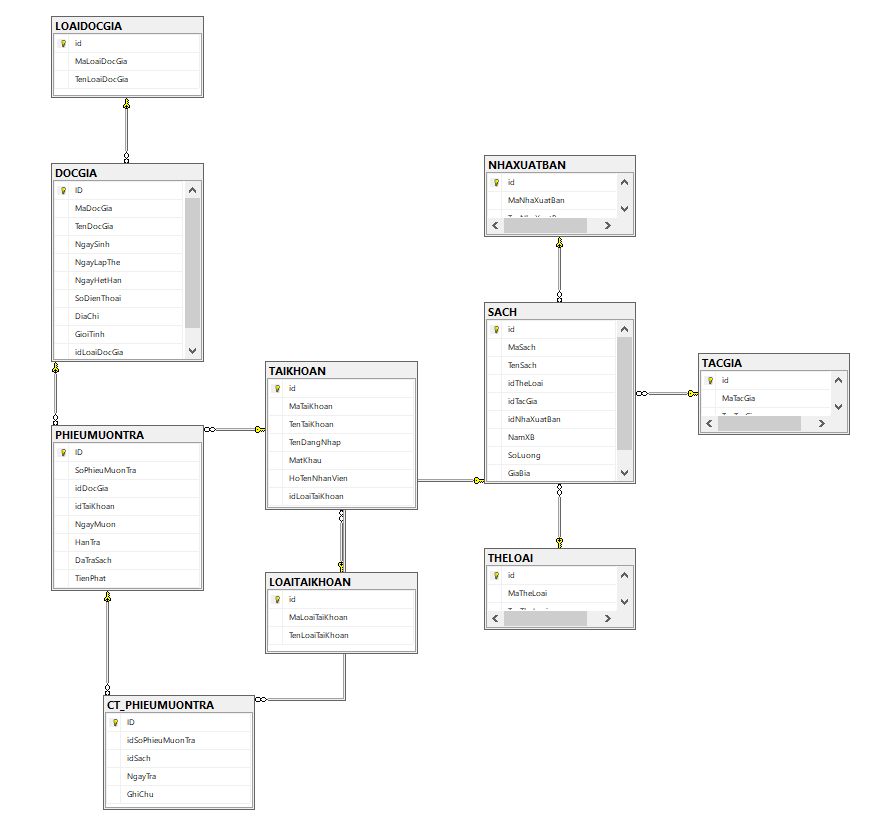 LOAIDOCGIA
id
MaLoaiDocGia
TenLoaiDocGia
DOCGIA
ID
MaDocGia
TenDocGia
NgaySinh
NgayLapThe
NgayHetHan
SoDienThoai
DiaChi
GioiTinh
idLoaiDocGia
NHAXUATBAN
id
MaNhaXuatBan
SACH
id
MaSach
TenSach
idTheLoai
idTacGia
idNhaXuatBan
NamXB
SoLuong
GiaBia
TACGIA
id
MaTacGia
TAIKHOAN
id
MaTaiKhoan
TenTaiKhoan
TenDangNhap
MatKhau
HoTenNhanVien
idLoaiTaiKhoan
PHIEUMUONTRA
ID
SoPhieuMuonTra
idDocGia
idTaiKhoan
NgayMuon
HanTra
DaTraSach
TienPhat
THELOAI
id
MaTheLoai
LOAITAIKHOAN
id
MaLoaiTaiKhoan
TenLoaiTaiKhoan
CT_PHIEUMUONTRA
ID
idSoPhieuMuonTra
idSach
NgayTra
GhiChu